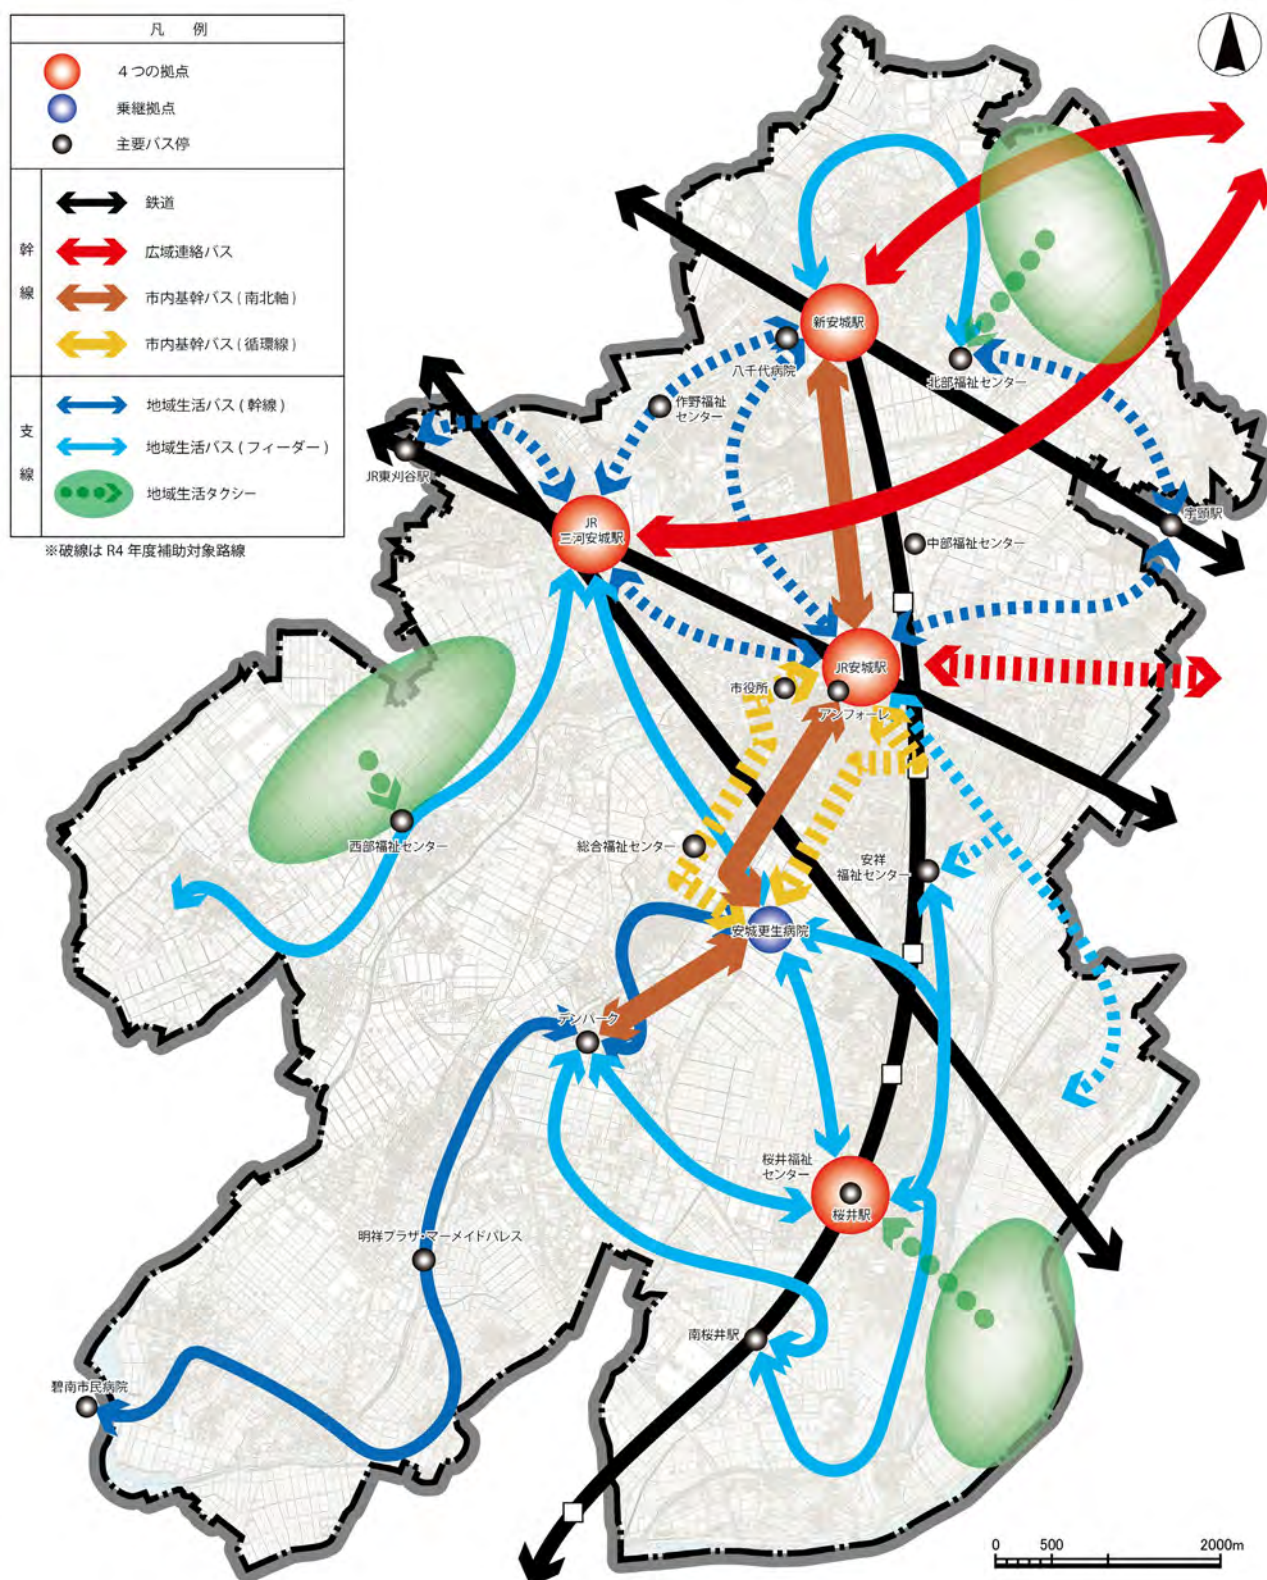 凡 例
4つの拠点
乗継拠点
主要バス停
幹線
鉄道
広域連絡バス
市内基幹バス(南北軸)
市内基幹バス(循環線)
支線
地域生活バス(幹線)
地域生活バス(フィーダー)
地域生活タクシー
※破線は R4 年度補助対象路線
新安城駅
八千代病院
北部福祉センター
作野福祉
センター
JR東刈谷駅
JR
三河安城駅
宇頭駅
中部福祉センター
JR安城駅
市役所
アンフォーレ
西部福祉センター
総合福祉センター
安祥
福祉センター
安城更生病院
デンパーク
桜井福祉
センター
桜井駅
明祥プラザ・マーメイドパレス
南桜井駅
碧南市民病院
0 500 2000m